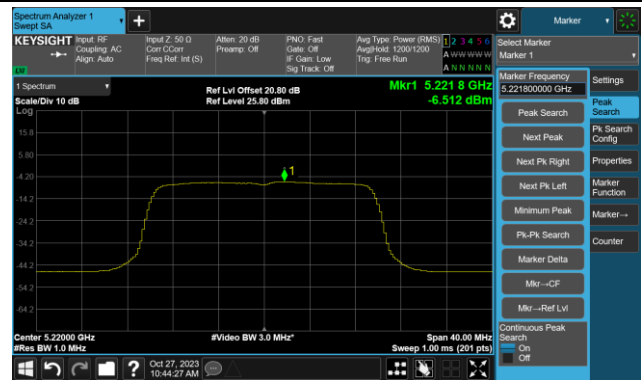 Spectrum Analyzer 1
Swept SA
+
Marker
KEYSIGHT
Input: RF
Coupling: AC
Align: Auto
Input Z: 50 Ω
Corr CCorr
Freq Ref: Int (S)
Atten: 20 dB
Preamp: Off
PNO: Fast
Gate: Off
IF Gain: Low
Sig Track: Off
Avg Type: Power (RMS)
Avg|Hold: 1200/1200
Trig: Free Run
1 2 3 4 5 6
A W W W W W
A N N N N N
Select Marker
Marker 1
1 Spectrum
Scale/Div 10 dB
Log
Ref Lvl Offset 20.80 dB
Ref Level 25.80 dBm
Mkr1 5.221 8 GHz
-6.512 dBm
15.8
5.80
-4.20
-14.2
-24.2
-34.2
-44.2
-54.2
-64.2
1
Center 5.22000 GHz
#Res BW 1.0 MHz
#Video BW 3.0 MHz*
Span 40.00 MHz
Sweep 1.00 ms (201 pts)
Marker Frequency
5.221800000 GHz
Peak Search
Next Peak
Next Pk Right
Next Pk Left
Minimum Peak
Pk-Pk Search
Marker Delta
Mkr→CF
Mkr→Ref Lvl
Continuous Peak
Search
On
Off
Settings
Peak
Search
Pk Search
Config
Properties
Marker
Function
Marker→
Counter
?
Oct 27, 2023
10:44:27 AM